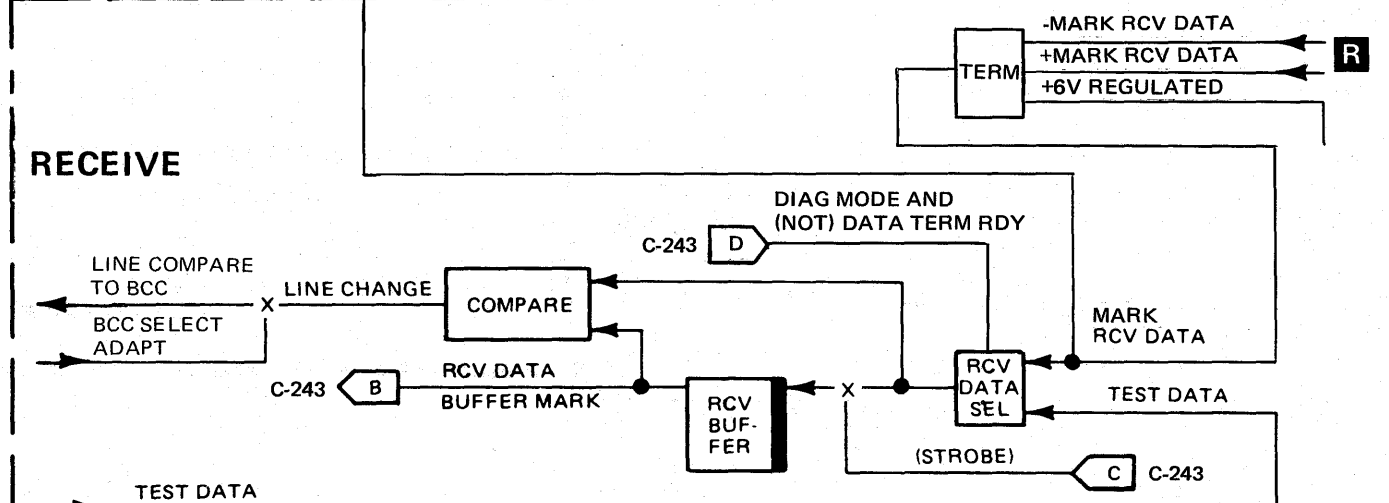 -MARK RCV DATA
R
+MARK RCV DATA
TERM
+6V REGULATED
RECEIVE
DIAG MODE AND
(NOT) DATA TERM RDY
C-243
D
LINE COMPARE
TO BCC
X
LINE CHANGE
COMPARE
BCC SELECT
ADAPT
MARK
RCV DATA
C-243
B
RCV DATA
BUFFER MARK
RCV
BUF-
FER
X
RCV
DATA
SEL
TEST DATA
(STROBE)
C
C-243
TEST DATA